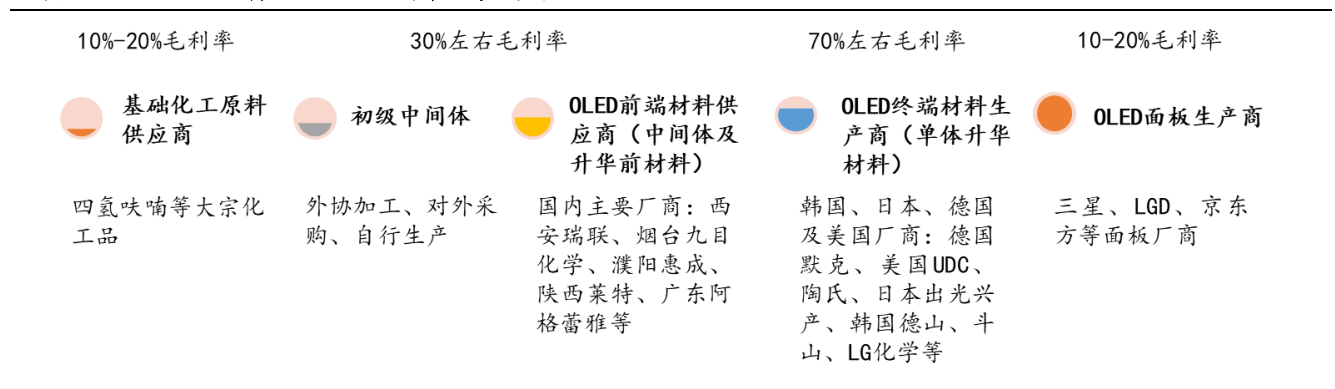 10%-20%毛利率
30%左右毛利率
70%左右毛利率
10-20%毛利率
基础化工原料
供应商
初级中间体
OLED前端材料供
应商（中间体及
升华前材料）
OLED终端材料生
产商（单体升华
材料）
OLED面板生产商
四氢呋喃等大宗化
工品
外协加工、对外采
购、自行生产
国内主要厂商：西
安瑞联、烟台九目
化学、濮阳惠成、
陕西莱特、广东阿
格蕾雅等
韩国、日本、德国
及美国厂商：德国
默克、美国UDC、
陶氏、日本出光兴
产、韩国德山、斗
山、LG化学等
三星、LGD、京东
方等面板厂商